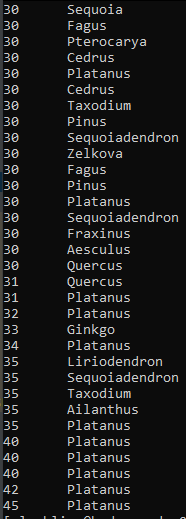 30 Sequoia
30 Fagus
30 Pterocarya
30 Cedrus
30 Platanus
30 Cedrus
30 Taxodium
30 Pinus
30 Sequoiadendron
30 Zelkova
30 Fagus
30 Pinus
30 Platanus
30 Sequoiadendron
30 Fraxinus
30 Aesculus
30 Quercus
31 Quercus
31 Platanus
32 Platanus
33 Ginkgo
34 Platanus
35 Liriodendron
35 Sequoiadendron
35 Taxodium
35 Ailanthus
35 Platanus
40 Platanus
40 Platanus
40 Platanus
42 Platanus
45 Platanus